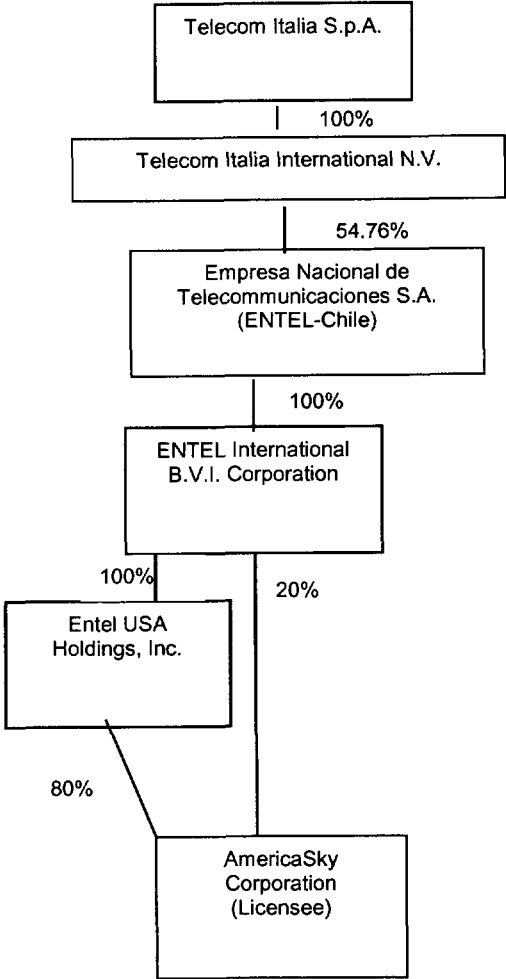 Telecom Italia S.p.A.
100%
Telecom Italia International N.V.
54.76%
Empresa Nacional de
Telecommunicaciones S.A.
(ENTEL-Chile)
100%
ENTEL International
B.V.I. Corporation
100%
20%
Entel USA
Holdings, Inc.
80%
AmericaSky
Corporation
(Licensee)